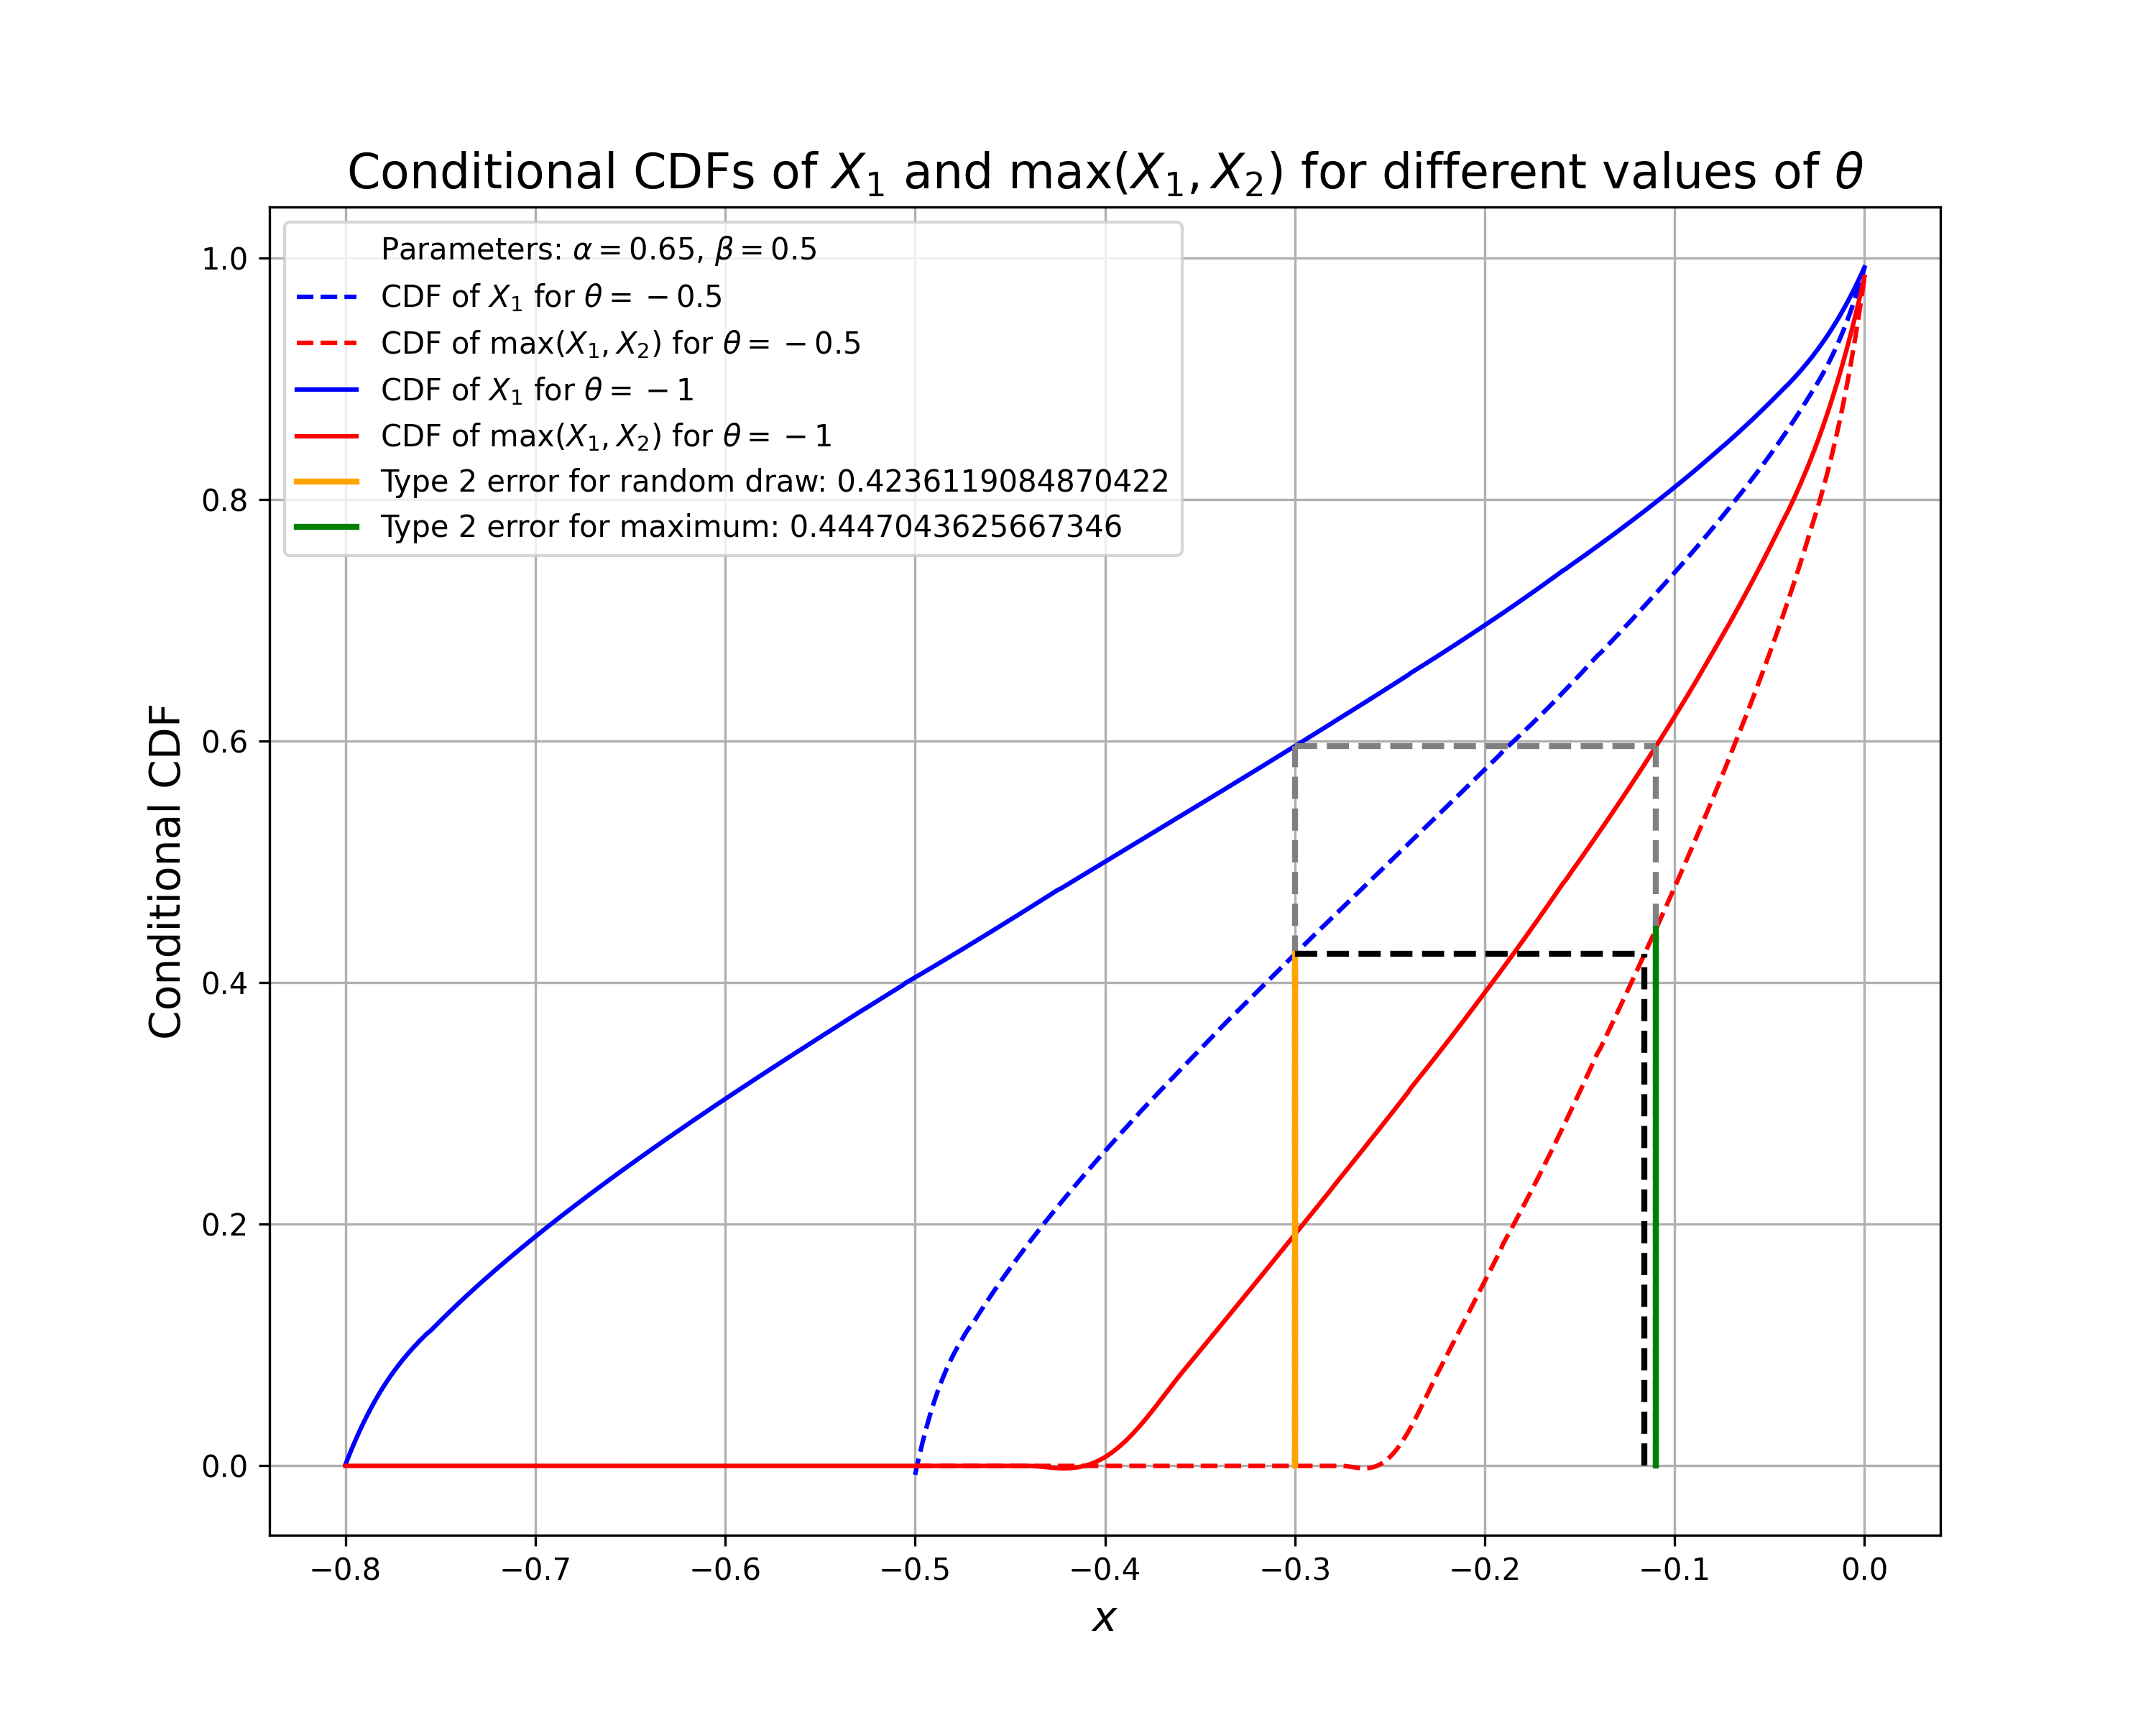 Conditional CDFs of X₁ and max(X₁, X₂) for different values of θ
Parameters: α = 0.65, β = 0.5
CDF of X₁ for θ = −0.5
CDF of max(X₁, X₂) for θ = −0.5
CDF of X₁ for θ = −1
CDF of max(X₁, X₂) for θ = −1
Type 2 error for random draw: 0.4236119084870422
Type 2 error for maximum: 0.4447043625667346
Conditional CDF
1.0
0.8
0.6
0.4
0.2
0.0
−0.8 −0.7 −0.6 −0.5 −0.4 −0.3 −0.2 −0.1 0.0
x